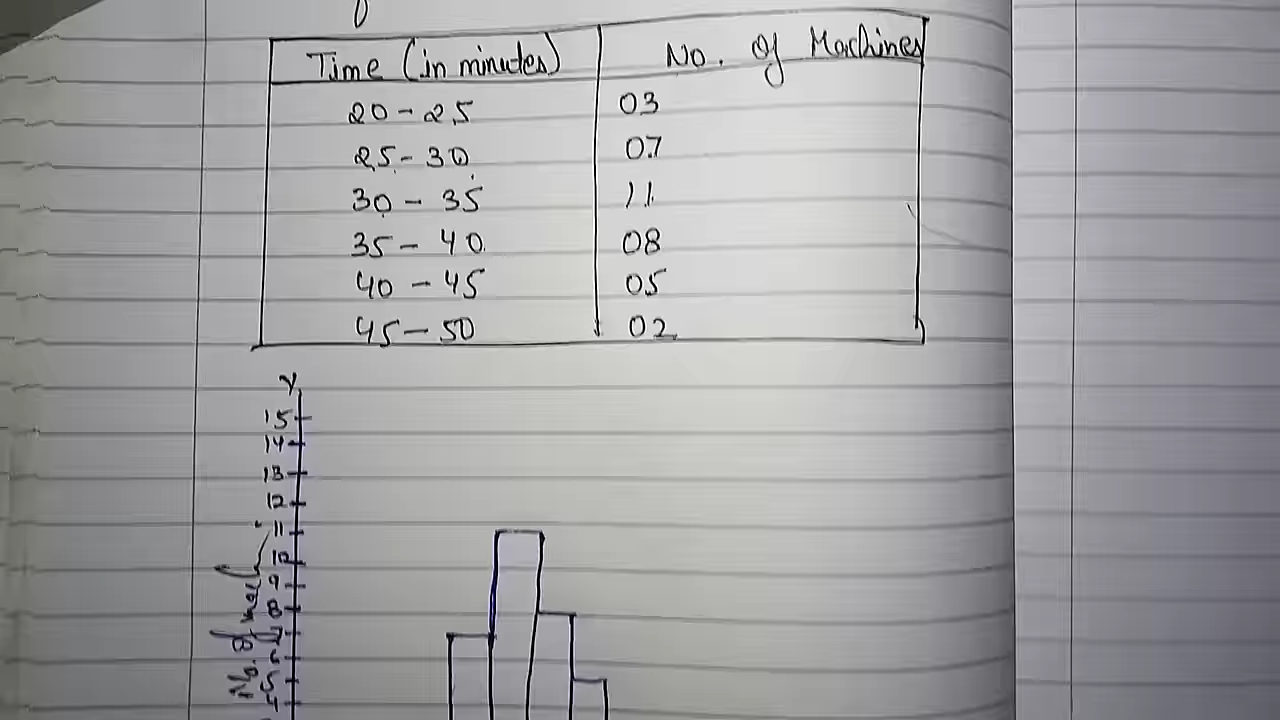 Time (in minutes) No. Of Machines
20 - 25 03
25 - 30 07
30 - 35 11
35 - 40 08
40 - 45 05
45 - 50 02
Y
15
14
13
12
11
10
9
8
7
6
5
4
No. Of